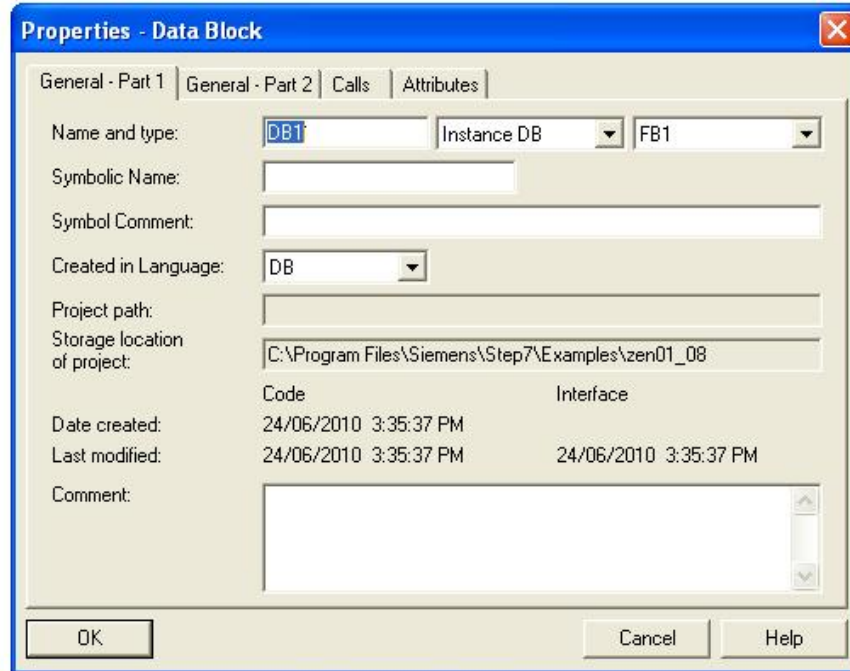 Properties - Data Block
General - Part 1 General - Part 2 Calls Attributes
Name and type: DB1 Instance DB FB1
Symbolic Name:
Symbol Comment:
Created in Language: DB
Project path:
Storage location
of project: C:\Program Files\Siemens\Step7\Examples\zen01_08
Code Interface
Date created: 24/06/2010 3:35:37 PM
Last modified: 24/06/2010 3:35:37 PM 24/06/2010 3:35:37 PM
Comment:
OK Cancel Help